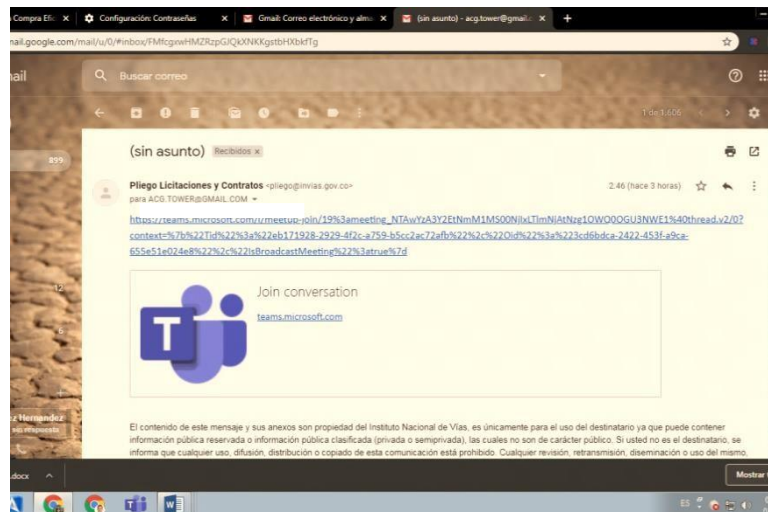 Compra Efic
Configuración: Contraseñas
Gmail: Correo electrónico y alma
(sin asunto) - acg.tower@gmail.c
ail.google.com/mail/u/0/#inbox/FMfcgxwHMZRzpGJQkXNKKgstbHXbkfTg
Buscar correo
1 de 1,606
899
(sin asunto) Recibidos x
Pliego Licitaciones y Contratos <pliego@invias.gov.co>
2:46 (hace 3 horas)
para ACG.TOWER@GMAIL.COM
https://teams.microsoft.com/l/meetup-join/19%3ameeting_NTAwYzA3Y2EtNmM1MS00NjIxLTlmNjAtNzg1OWQ0OGU3NWE1%40thread.v2/0?
context=%7b%22Tid%22%3a%22eb171928-2929-4f2c-a759-b5cc2ac72afb%22%2c%22Oid%22%3a%223cd6bdca-2422-453f-a9ca-
655e51e024e8%22%2c%22IsBroadcastMeeting%22%3atrue%7d
Join conversation
teams.microsoft.com
T
12
6
z Hernandez
sin respuesta
El contenido de este mensaje y sus anexos son propiedad del Instituto Nacional de Vías, es únicamente para el uso del destinatario ya que puede contener
información pública reservada o información pública clasificada (privada o semiprivada), las cuales no son de carácter público. Si usted no es el destinatario, se
informa que cualquier uso, difusión, distribución o copiado de esta comunicación está prohibido. Cualquier revisión, retransmisión, diseminación o uso del mismo,
.docx
Mostrar
ES